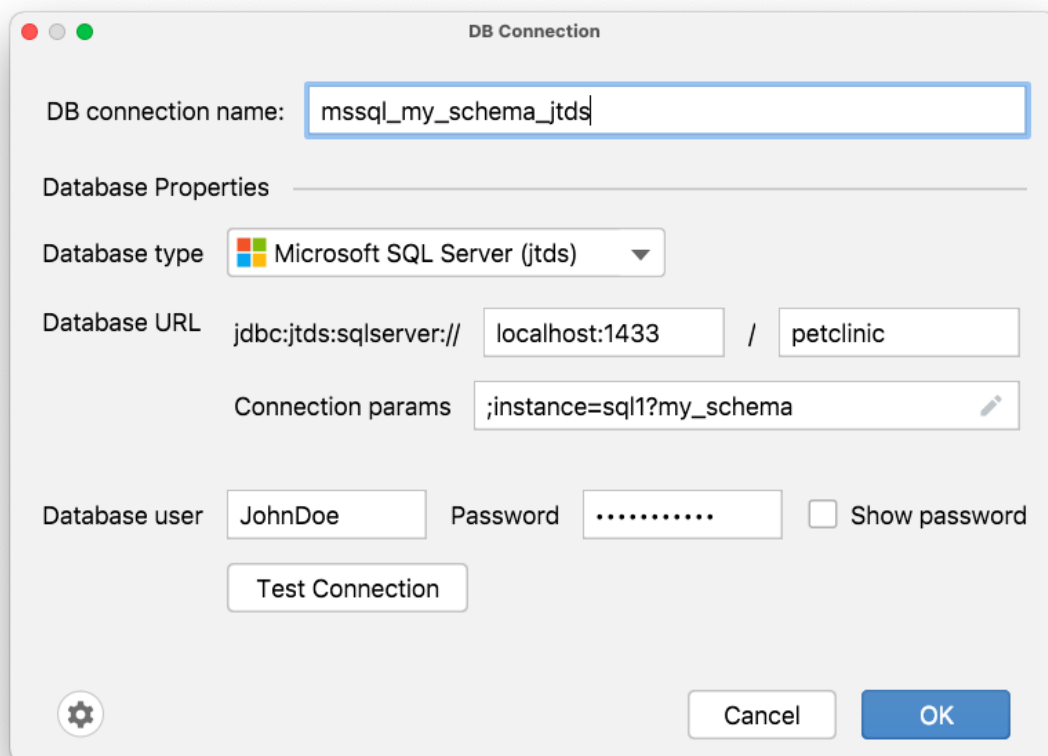 DB Connection
DB connection name: mssql_my_schema_jtds
Database Properties
Database type Microsoft SQL Server (jtds)
Database URL jdbc:jtds:sqlserver:// localhost:1433 / petclinic
Connection params ;instance=sql1?my_schema
Database user JohnDoe Password ••••••••••• Show password
Test Connection
Cancel OK